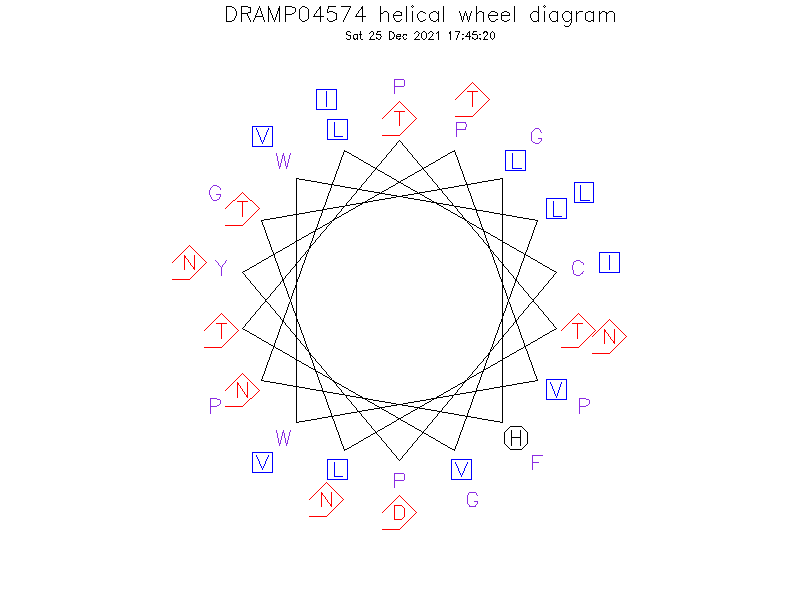 DRAMP04574 helical wheel diagram
Sat 25 Dec 2021 17:45:20
P
I T
T
L P
V G
W L
G L
T L
N Y C I
T T N
N V
P P
W H
V L V F
P
N G
D